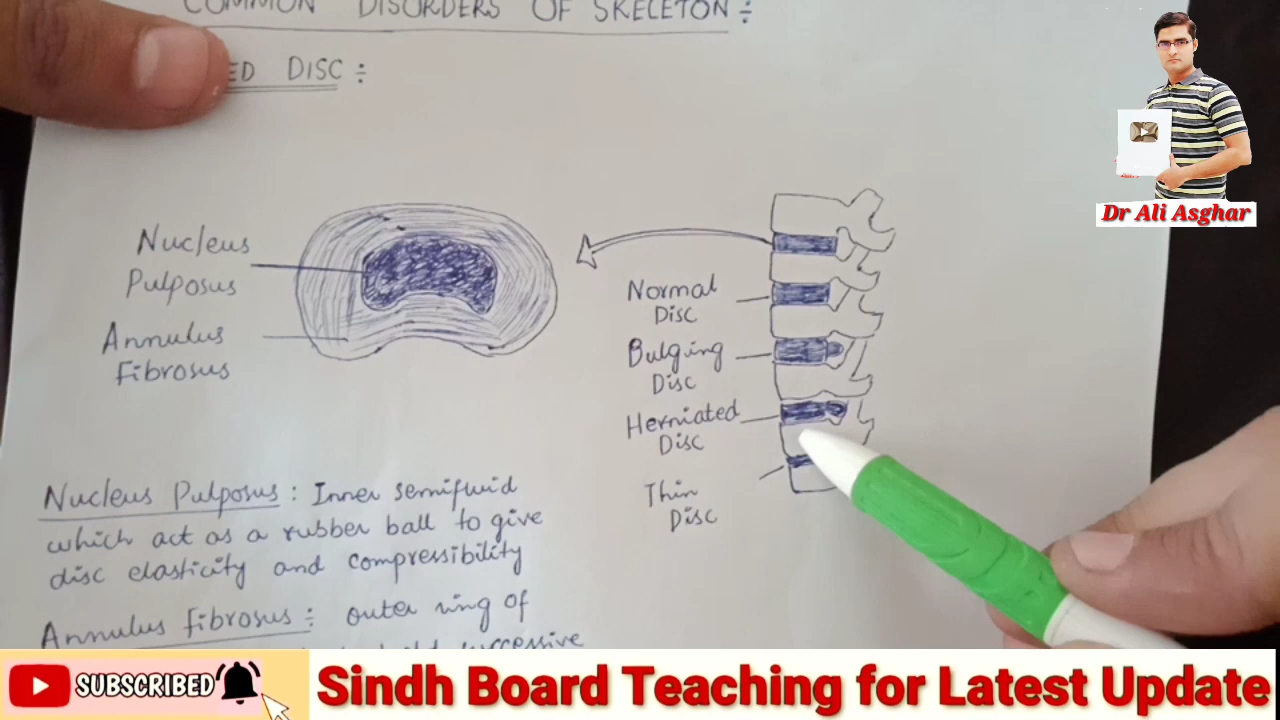 COMMON DISORDERS OF SKELETON÷
ED DISC÷
Dr Ali Asghar
Nucleus
Pulposus
Annulus
Fibrosus
Normal
Disc
Bulging
Disc
Herniated
Disc
Thin
Disc
Nucleus Pulposus: Inner semifluid
which act as a rubber ball to give
disc elasticity and compressibility
Annulus fibrosus÷ outer ring of
successive
SUBSCRIBED
Sindh Board Teaching for Latest Update